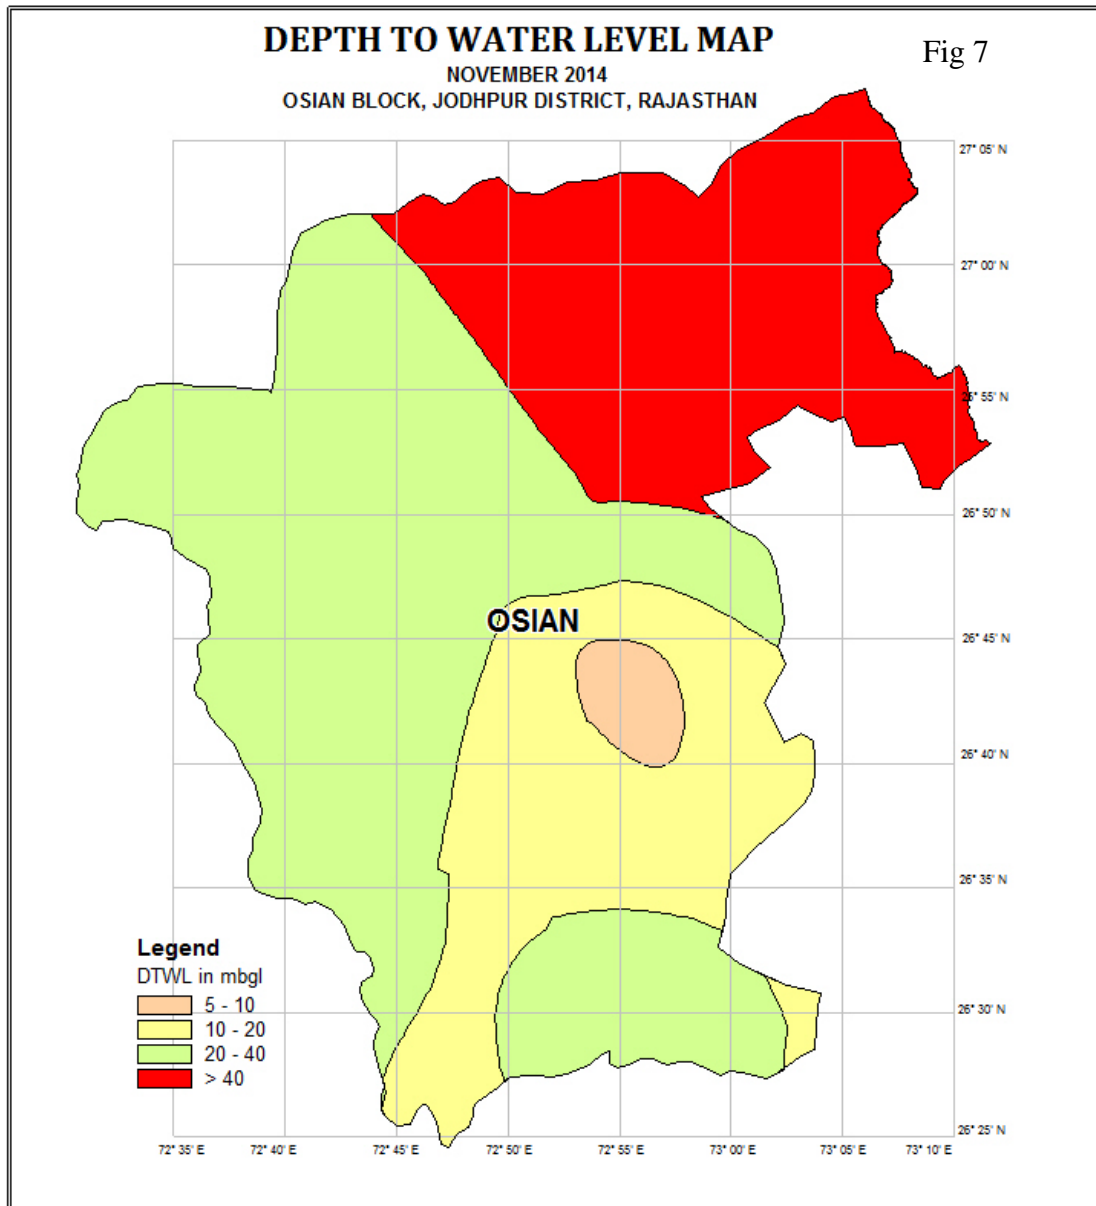 DEPTH TO WATER LEVEL MAP
Fig 7
NOVEMBER 2014
OSIAN BLOCK, JODHPUR DISTRICT, RAJASTHAN
27° 05' N
27° 00' N
26° 55' N
26° 50' N
OSIAN
26° 45' N
26° 40' N
26° 35' N
Legend
DTWL in mbgl
5 - 10
10 - 20
26° 30' N
20 - 40
> 40
26° 25' N
72° 35' E 72° 40' E 72° 45' E 72° 50' E 72° 55' E 73° 00' E 73° 05' E 73° 10' E